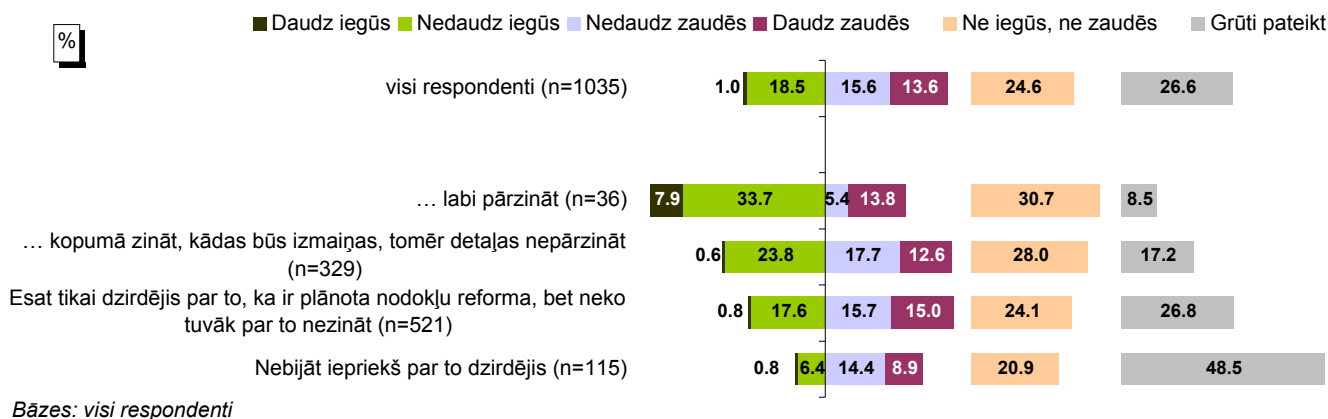 Daudz iegūs Nedaudz iegūs Nedaudz zaudēs Daudz zaudēs Ne iegūs, ne zaudēs Grūti pateikt
%
visi respondenti (n=1035) 1.0 18.5 15.6 13.6 24.6 26.6
… labi pārzināt (n=36) 7.9 33.7 5.4 13.8 30.7 8.5
… kopumā zināt, kādas būs izmaiņas, tomēr detaļas nepārzināt
(n=329) 0.6 23.8 17.7 12.6 28.0 17.2
Esat tikai dzirdējis par to, ka ir plānota nodokļu reforma, bet neko
tuvāk par to nezināt (n=521) 0.8 17.6 15.7 15.0 24.1 26.8
Nebijāt iepriekš par to dzirdējis (n=115) 0.8 6.4 14.4 8.9 20.9 48.5
Bāzes: visi respondenti